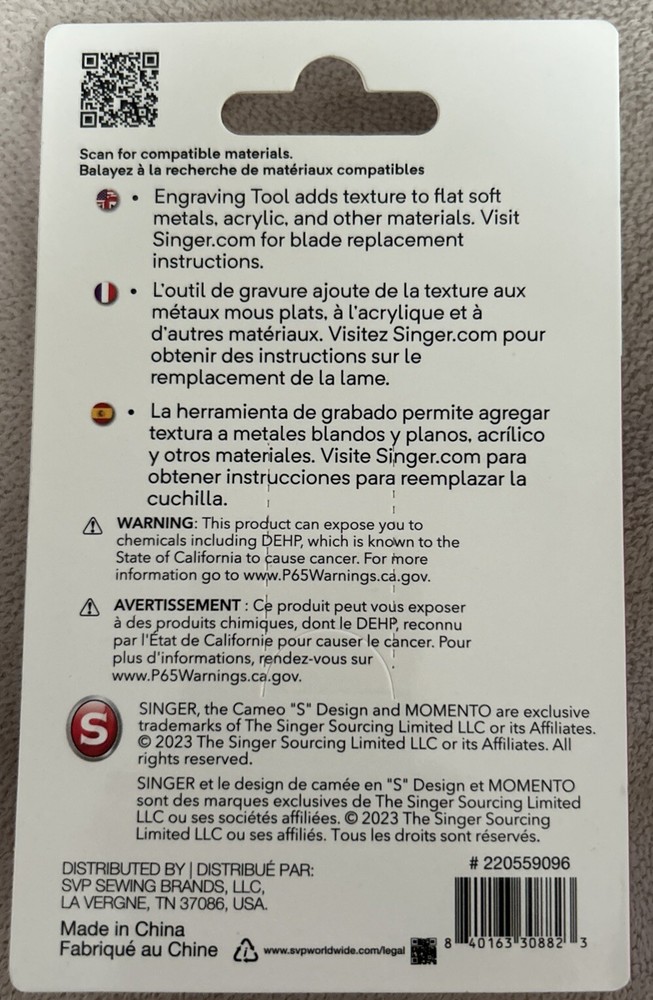 Scan for compatible materials.
Balayez à la recherche de matériaux compatibles
• Engraving Tool adds texture to flat soft
metals, acrylic, and other materials. Visit
Singer.com for blade replacement
instructions.
• L'outil de gravure ajoute de la texture aux
métaux mous plats, à l'acrylique et à
d'autres matériaux. Visitez Singer.com pour
obtenir des instructions sur le
remplacement de la lame.
• La herramienta de grabado permite agregar
textura a metales blandos y planos, acrílico
y otros materiales. Visite Singer.com para
obtener instrucciones para reemplazar la
cuchilla.
WARNING: This product can expose you to
chemicals including DEHP, which is known to the
State of California to cause cancer. For more
information go to www.P65Warnings.ca.gov.
AVERTISSEMENT : Ce produit peut vous exposer
à des produits chimiques, dont le DEHP, reconnu
par l'État de Californie pour causer le cancer. Pour
plus d'informations, rendez-vous sur
www.P65Warnings.ca.gov.
S
SINGER, the Cameo "S" Design and MOMENTO are exclusive
trademarks of The Singer Sourcing Limited LLC or its Affiliates.
© 2023 The Singer Sourcing Limited LLC or its Affiliates. All
rights reserved.
SINGER et le design de camée en "S" Design et MOMENTO
sont des marques exclusives de The Singer Sourcing Limited
LLC ou ses sociétés affiliées. © 2023 The Singer Sourcing
Limited LLC ou ses affiliés. Tous les droits sont réservés.
DISTRIBUTED BY | DISTRIBUÉ PAR:
SVP SEWING BRANDS, LLC,
LA VERGNE, TN 37086, USA.
Made in China
Fabriqué au Chine
www.svpworldwide.com/legal
# 220559096
8 40163 30882 3